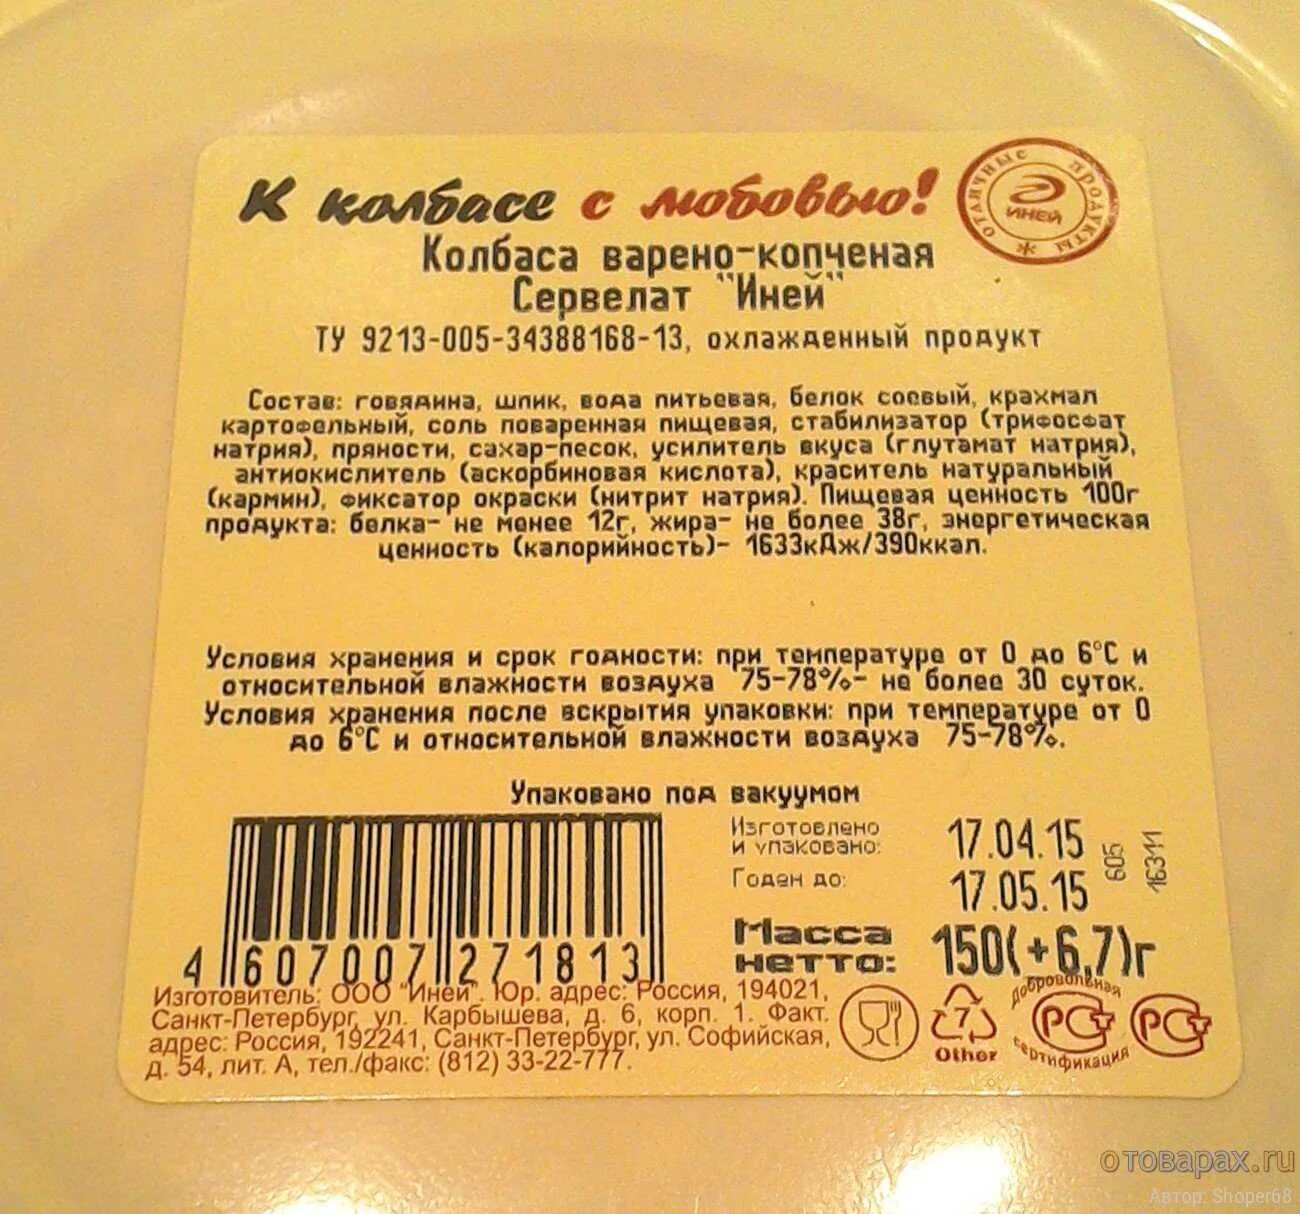 К колбасе с любовью!
ОТЛИЧНЫЕ ПРОДУКТЫ
ИНЕЙ
Колбаса варено-копченая
Сервелат "Иней"
ТУ 9213-005-34388168-13, охлажденный продукт
Состав: говядина, шпик, вода питьевая, белок соевый, крахмал
картофельный, соль поваренная пищевая, стабилизатор (трифосфат
натрия), пряности, сахар-песок, усилитель вкуса (глутамат натрия),
антиокислитель (аскорбиновая кислота), краситель натуральный
(кармин), фиксатор окраски (нитрит натрия). Пищевая ценность 100г
продукта: белка- не менее 12г, жира- не более 38г, энергетическая
ценность (калорийность)- 1633кДж/390ккал.
Условия хранения и срок годности: при температуре от 0 до 6°С и
относительной влажности воздуха 75-78%- не более 30 суток.
Условия хранения после вскрытия упаковки: при температуре от 0
до 6°С и относительной влажности воздуха 75-78%.
Упаковано под вакуумом
Изготовлено
и упаковано:
17.04.15
Годен до:
17.05.15
605
16311
Масса
нетто:
150(+6,7)г
4 607007 271813
Изготовитель: ООО "Иней". Юр. адрес: Россия, 194021,
Санкт-Петербург, ул. Карбышева, д. 6, корп. 1. Факт.
адрес: Россия, 192241, Санкт-Петербург, ул. Софийская,
д. 54, лит. А, тел./факс: (812) 33-22-777.
7
Other
добровольная
РСТ
сертификация
РСТ
отоварах.ru
Автор: Shoper68